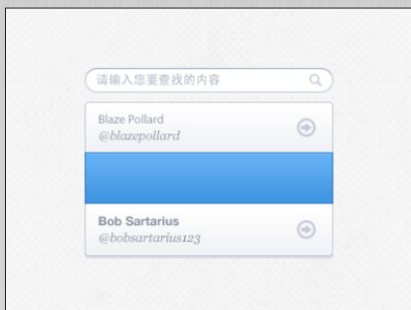 请输入您要查找的内容
Blaze Pollard
@blazepollard
Bob Sartarius
@bobsartarius123